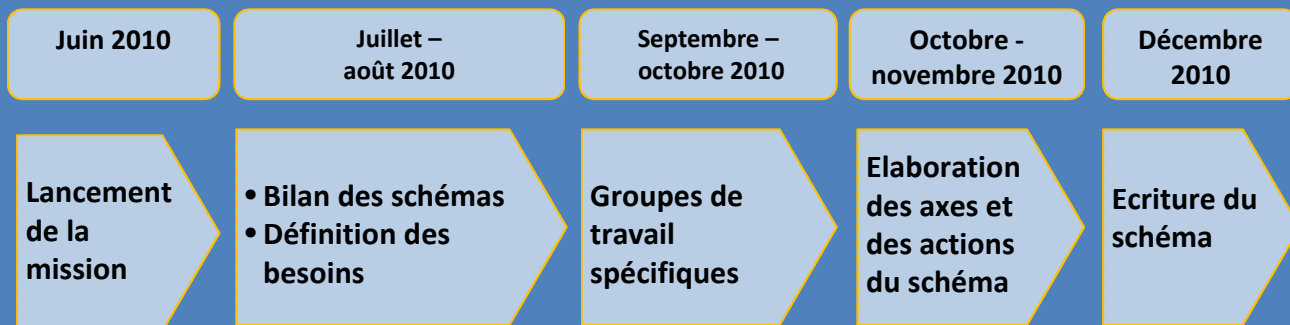 Juin 2010
Juillet –
août 2010
Septembre –
octobre 2010
Octobre -
novembre 2010
Décembre
2010
Lancement
de la
mission
• Bilan des schémas
• Définition des
besoins
Groupes de
travail
spécifiques
Elaboration
des axes et
des actions
du schéma
Ecriture du
schéma